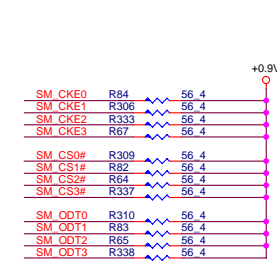 +0.9V
SM_CKE0 R84 56_4
SM_CKE1 R306 56_4
SM_CKE2 R333 56_4
SM_CKE3 R67 56_4
SM_CS0# R309 56_4
SM_CS1# R82 56_4
SM_CS2# R64 56_4
SM_CS3# R337 56_4
SM_ODT0 R310 56_4
SM_ODT1 R83 56_4
SM_ODT2 R65 56_4
SM_ODT3 R338 56_4